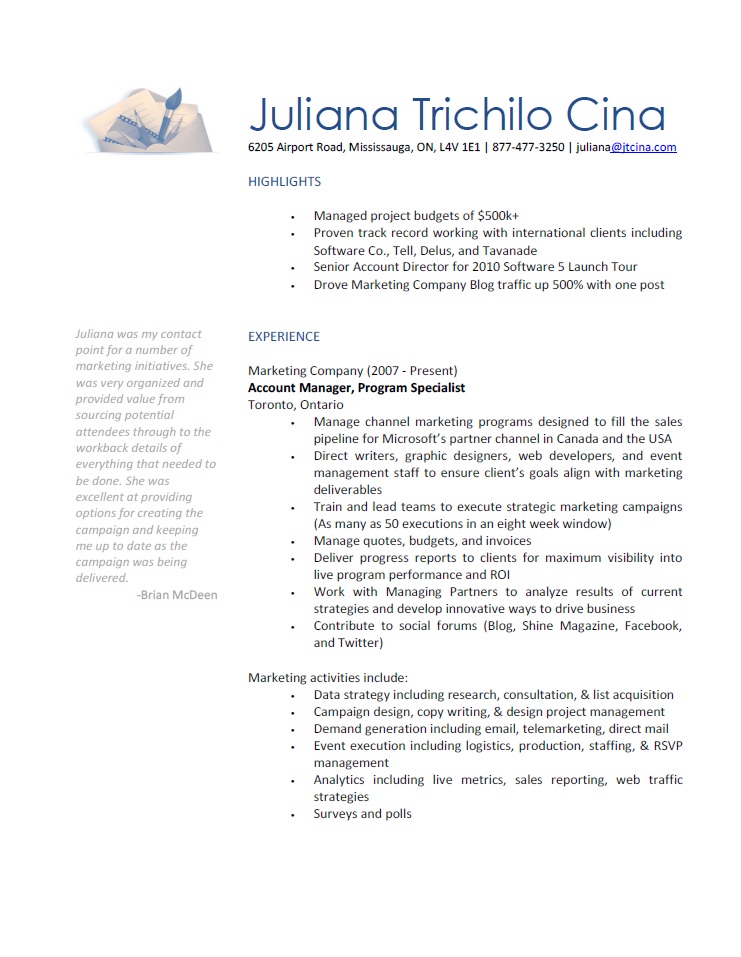 Juliana Trichilo Cina
6205 Airport Road, Mississauga, ON, L4V 1E1 | 877-477-3250 | juliana@jtcina.com
HIGHLIGHTS
• Managed project budgets of $500k+
• Proven track record working with international clients including
Software Co., Tell, Delus, and Tavanade
• Senior Account Director for 2010 Software 5 Launch Tour
• Drove Marketing Company Blog traffic up 500% with one post
Juliana was my contact
point for a number of
marketing initiatives. She
was very organized and
provided value from
sourcing potential
attendees through to the
workback details of
everything that needed to
be done. She was
excellent at providing
options for creating the
campaign and keeping
me up to date as the
campaign was being
delivered.
-Brian McDeen
EXPERIENCE
Marketing Company (2007 - Present)
Account Manager, Program Specialist
Toronto, Ontario
• Manage channel marketing programs designed to fill the sales
pipeline for Microsoft's partner channel in Canada and the USA
• Direct writers, graphic designers, web developers, and event
management staff to ensure client's goals align with marketing
deliverables
• Train and lead teams to execute strategic marketing campaigns
(As many as 50 executions in an eight week window)
• Manage quotes, budgets, and invoices
• Deliver progress reports to clients for maximum visibility into
live program performance and ROI
• Work with Managing Partners to analyze results of current
strategies and develop innovative ways to drive business
• Contribute to social forums (Blog, Shine Magazine, Facebook,
and Twitter)
Marketing activities include:
• Data strategy including research, consultation, & list acquisition
• Campaign design, copy writing, & design project management
• Demand generation including email, telemarketing, direct mail
• Event execution including logistics, production, staffing, & RSVP
management
• Analytics including live metrics, sales reporting, web traffic
strategies
• Surveys and polls